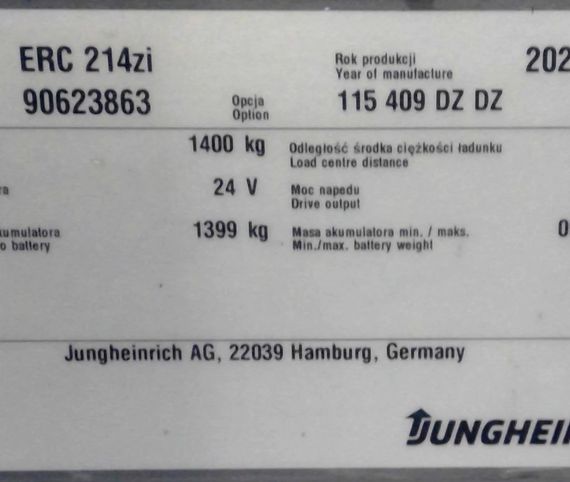 ERC 214zi Rok produkcji 202
Year of manufacture
90623863 Opcja 115 409 DZ DZ
Option
1400 kg Odległość środka ciężkości ładunku
Load centre distance
24 V Moc napędu
Drive output
kumulatora 1399 kg Masa akumulatora min. / maks. 0
o battery Min./max. battery weight
Jungheinrich AG, 22039 Hamburg, Germany
JUNGHEI